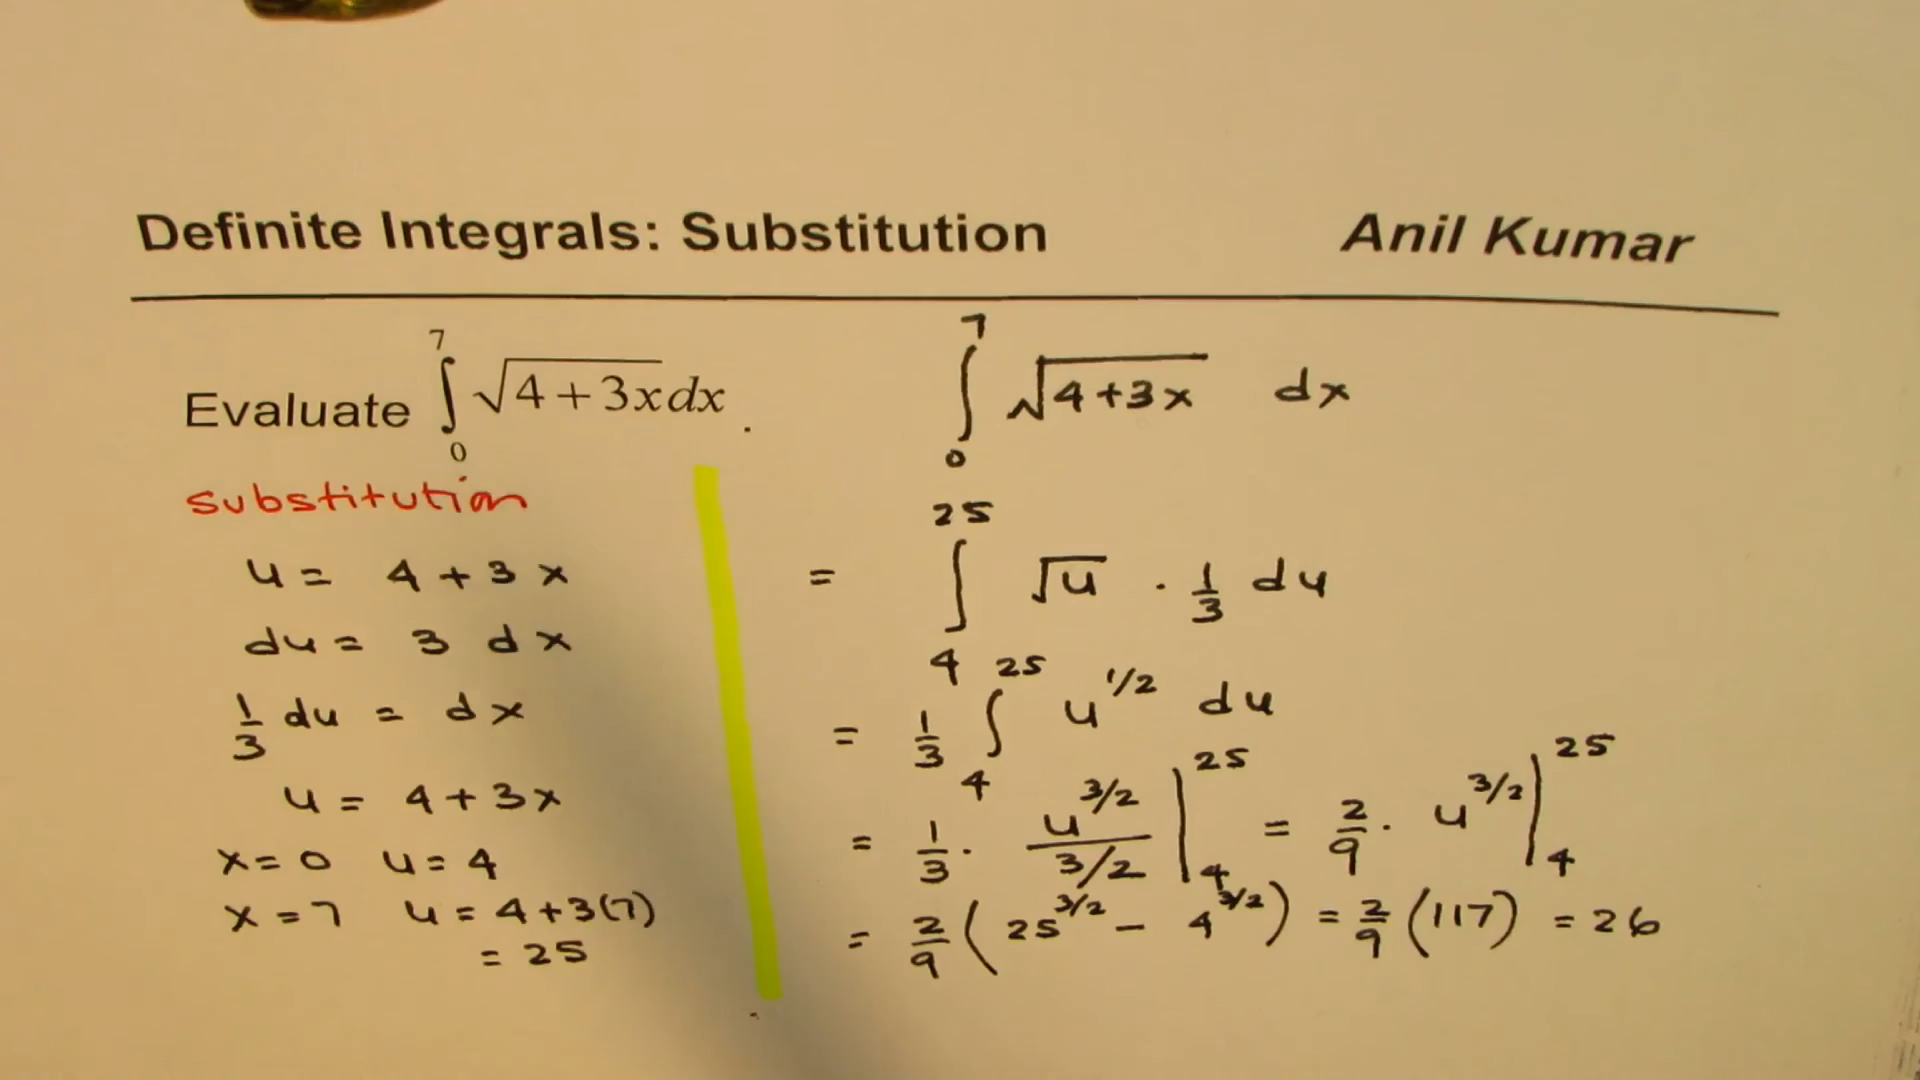 Definite Integrals: Substitution
Anil Kumar
Evaluate ∫₀⁷ √(4+3x) dx .
substitution
u = 4+3x
du = 3 dx
1/3 du = dx
u = 4+3x
x=0 u=4
x=7 u=4+3(7)
= 25
∫₀⁷ √(4+3x) dx
= ∫₄²⁵ √u · 1/3 du
= 1/3 ∫₄²⁵ u^1/2 du
= 1/3 · u^3/2 / 3/2 |₄²⁵ = 2/9 · u^3/2 |₄²⁵
= 2/9 (25^3/2 − 4^3/2) = 2/9 (117) = 26